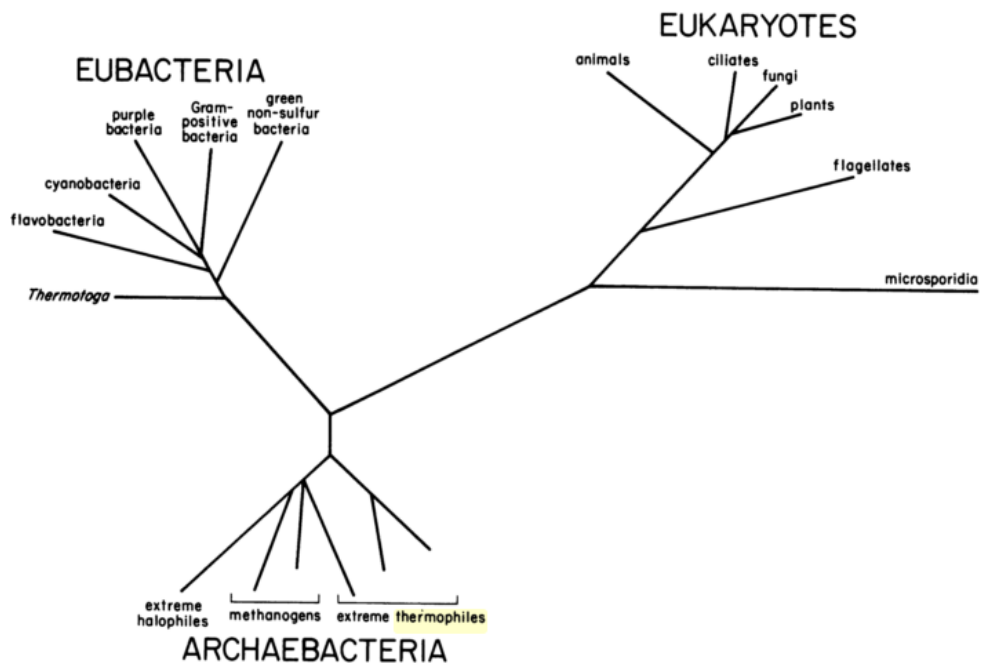 EUKARYOTES
animals
ciliates
fungi
plants
flagellates
microsporidia
EUBACTERIA
purple
bacteria
Gram-
positive
bacteria
green
non-sulfur
bacteria
cyanobacteria
flavobacteria
Thermotoga
extreme
halophiles
methanogens
extreme thermophiles
ARCHAEBACTERIA